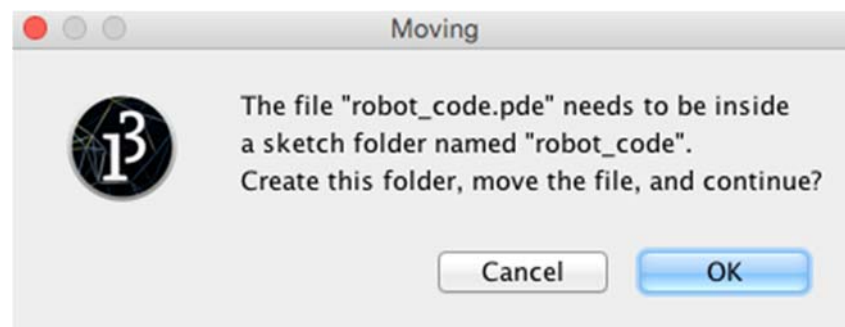 Moving
The file "robot_code.pde" needs to be inside
a sketch folder named "robot_code".
Create this folder, move the file, and continue?
Cancel OK